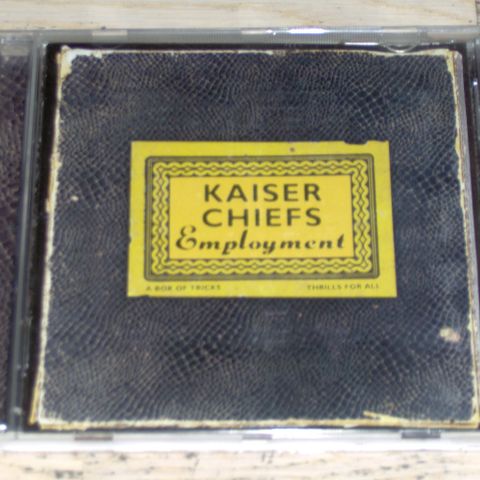 KAISER
CHIEFS
Employment
A BOX OF TRICKS THRILLS FOR ALL